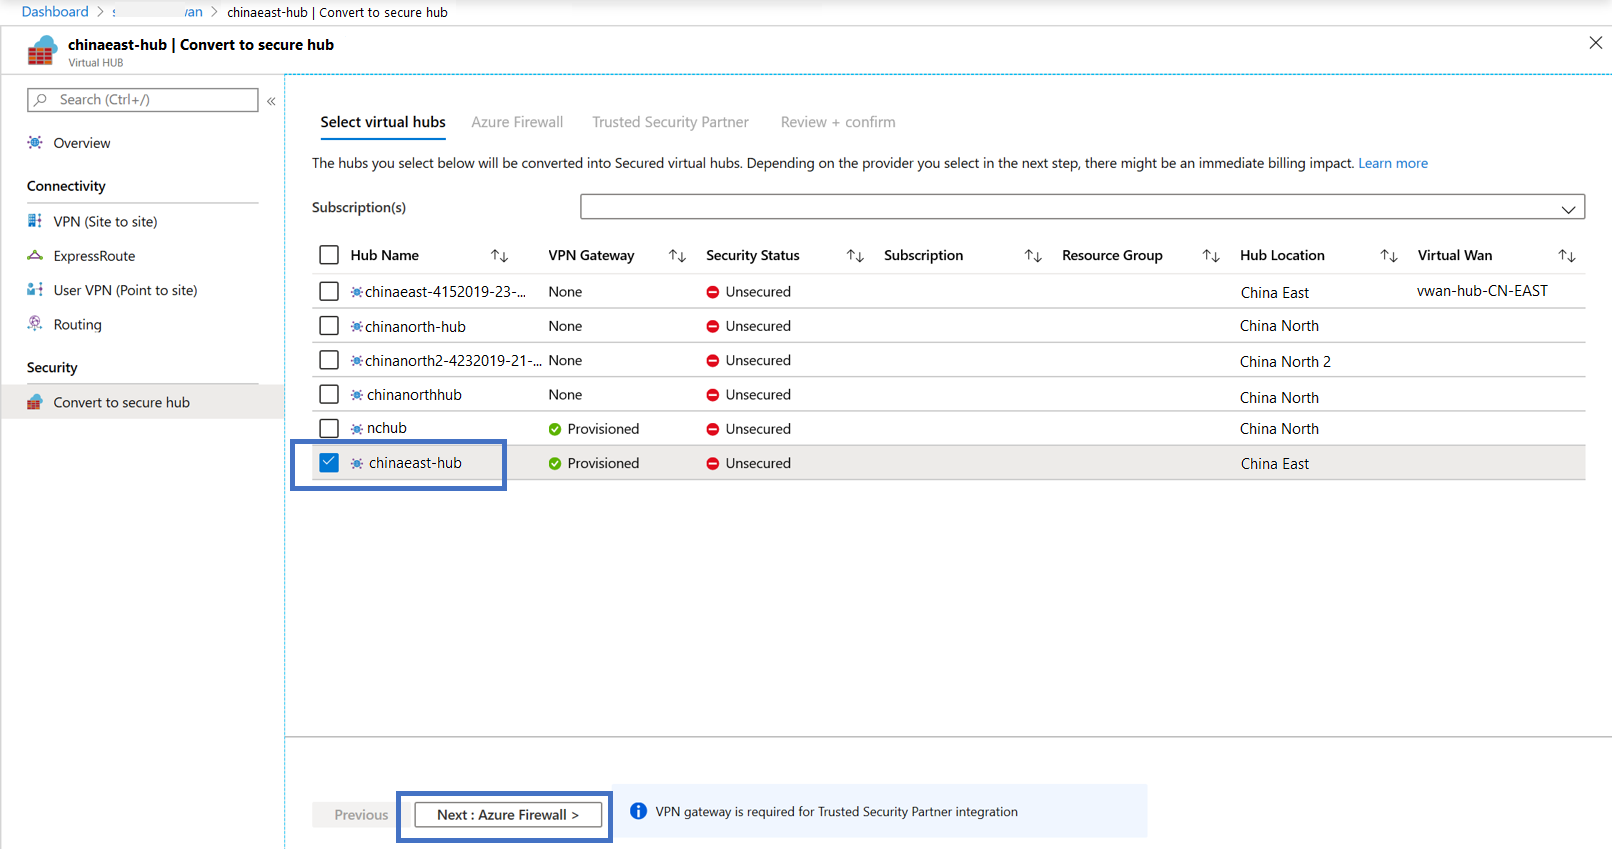 Dashboard > s van > chinaeast-hub | Convert to secure hub
chinaeast-hub | Convert to secure hub
Virtual HUB
Search (Ctrl+/) «
Overview
Connectivity
VPN (Site to site)
ExpressRoute
User VPN (Point to site)
Routing
Security
Convert to secure hub
Select virtual hubs Azure Firewall Trusted Security Partner Review + confirm
The hubs you select below will be converted into Secured virtual hubs. Depending on the provider you select in the next step, there might be an immediate billing impact. Learn more
Subscription(s)
Hub Name VPN Gateway Security Status Subscription Resource Group Hub Location Virtual Wan
chinaeast-4152019-23-... None Unsecured China East vwan-hub-CN-EAST
chinanorth-hub None Unsecured China North
chinanorth2-4232019-21-... None Unsecured China North 2
chinanorthhub None Unsecured China North
nchub Provisioned Unsecured China North
chinaeast-hub Provisioned Unsecured China East
Previous Next : Azure Firewall > VPN gateway is required for Trusted Security Partner integration